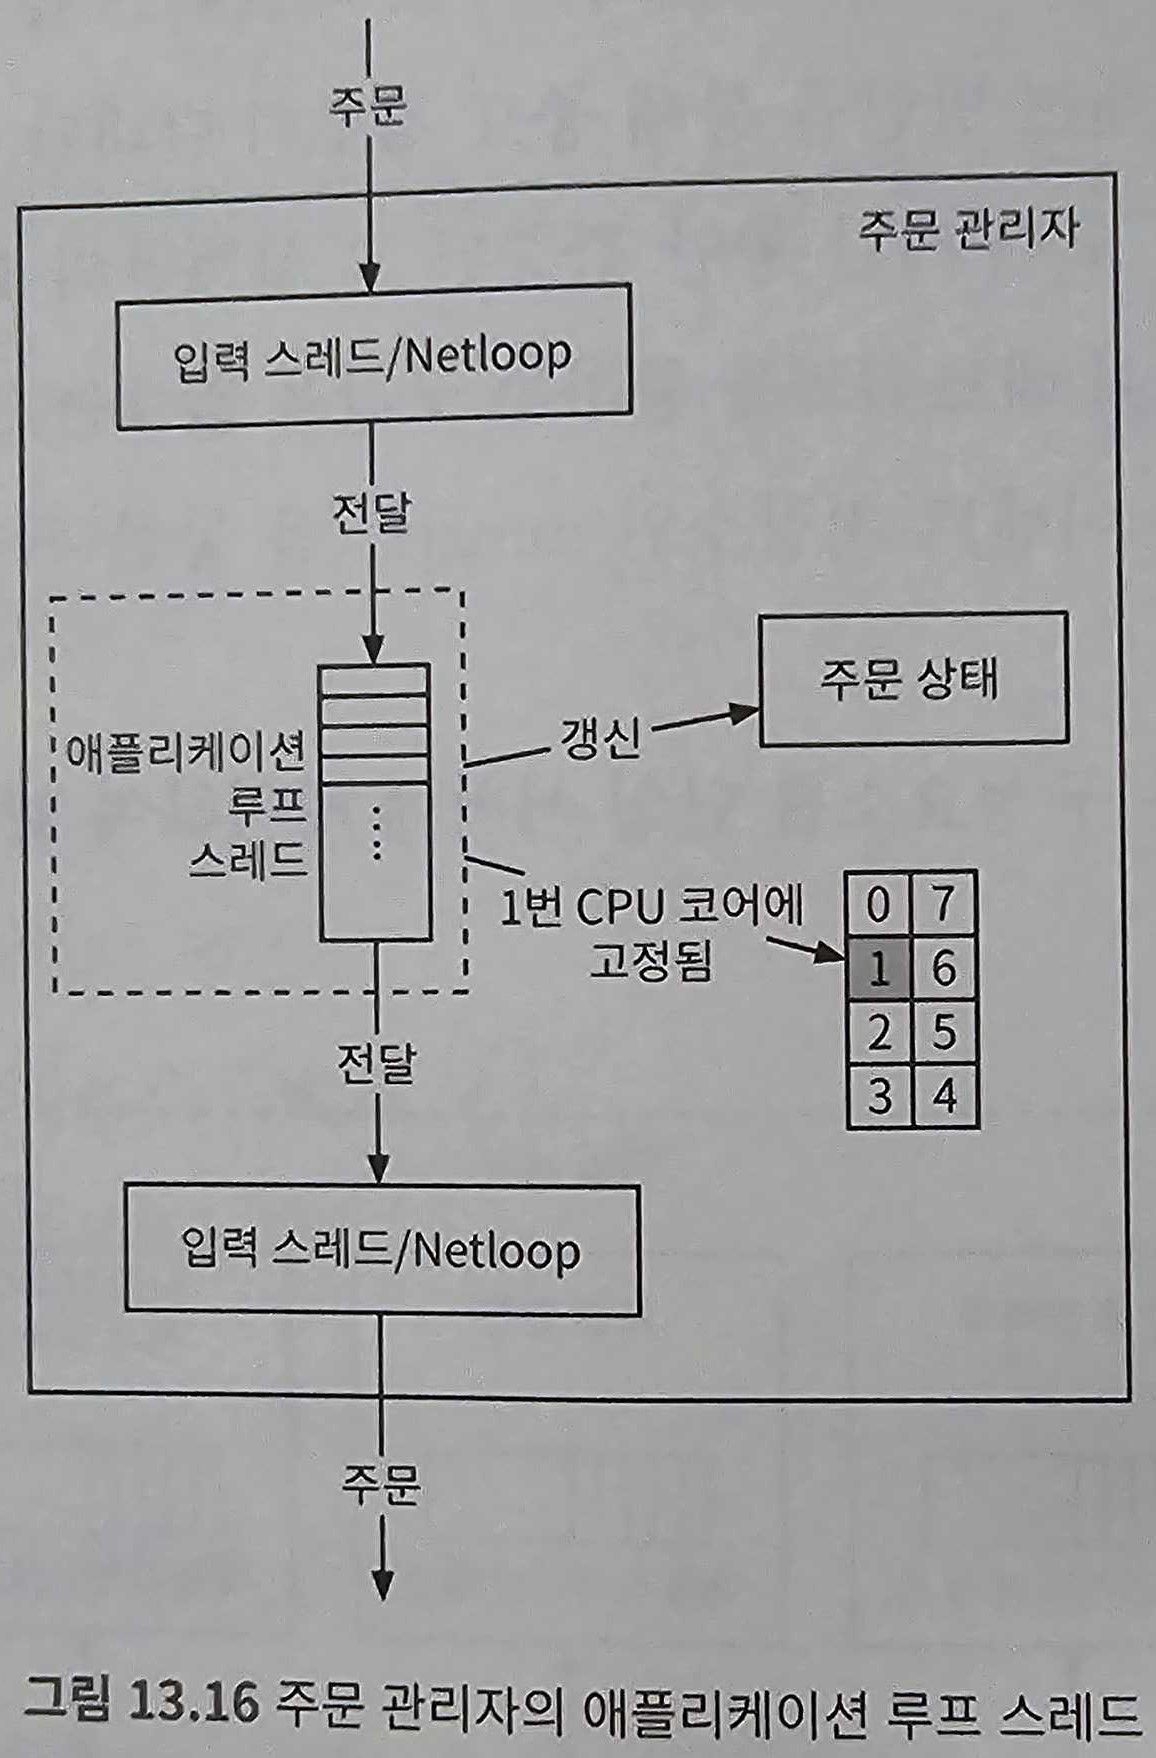 주문
주문 관리자
입력 스레드/Netloop
전달
애플리케이션
루프
스레드
갱신
주문 상태
1번 CPU 코어에
고정됨
0 7
1 6
2 5
3 4
전달
입력 스레드/Netloop
주문
그림 13.16 주문 관리자의 애플리케이션 루프 스레드